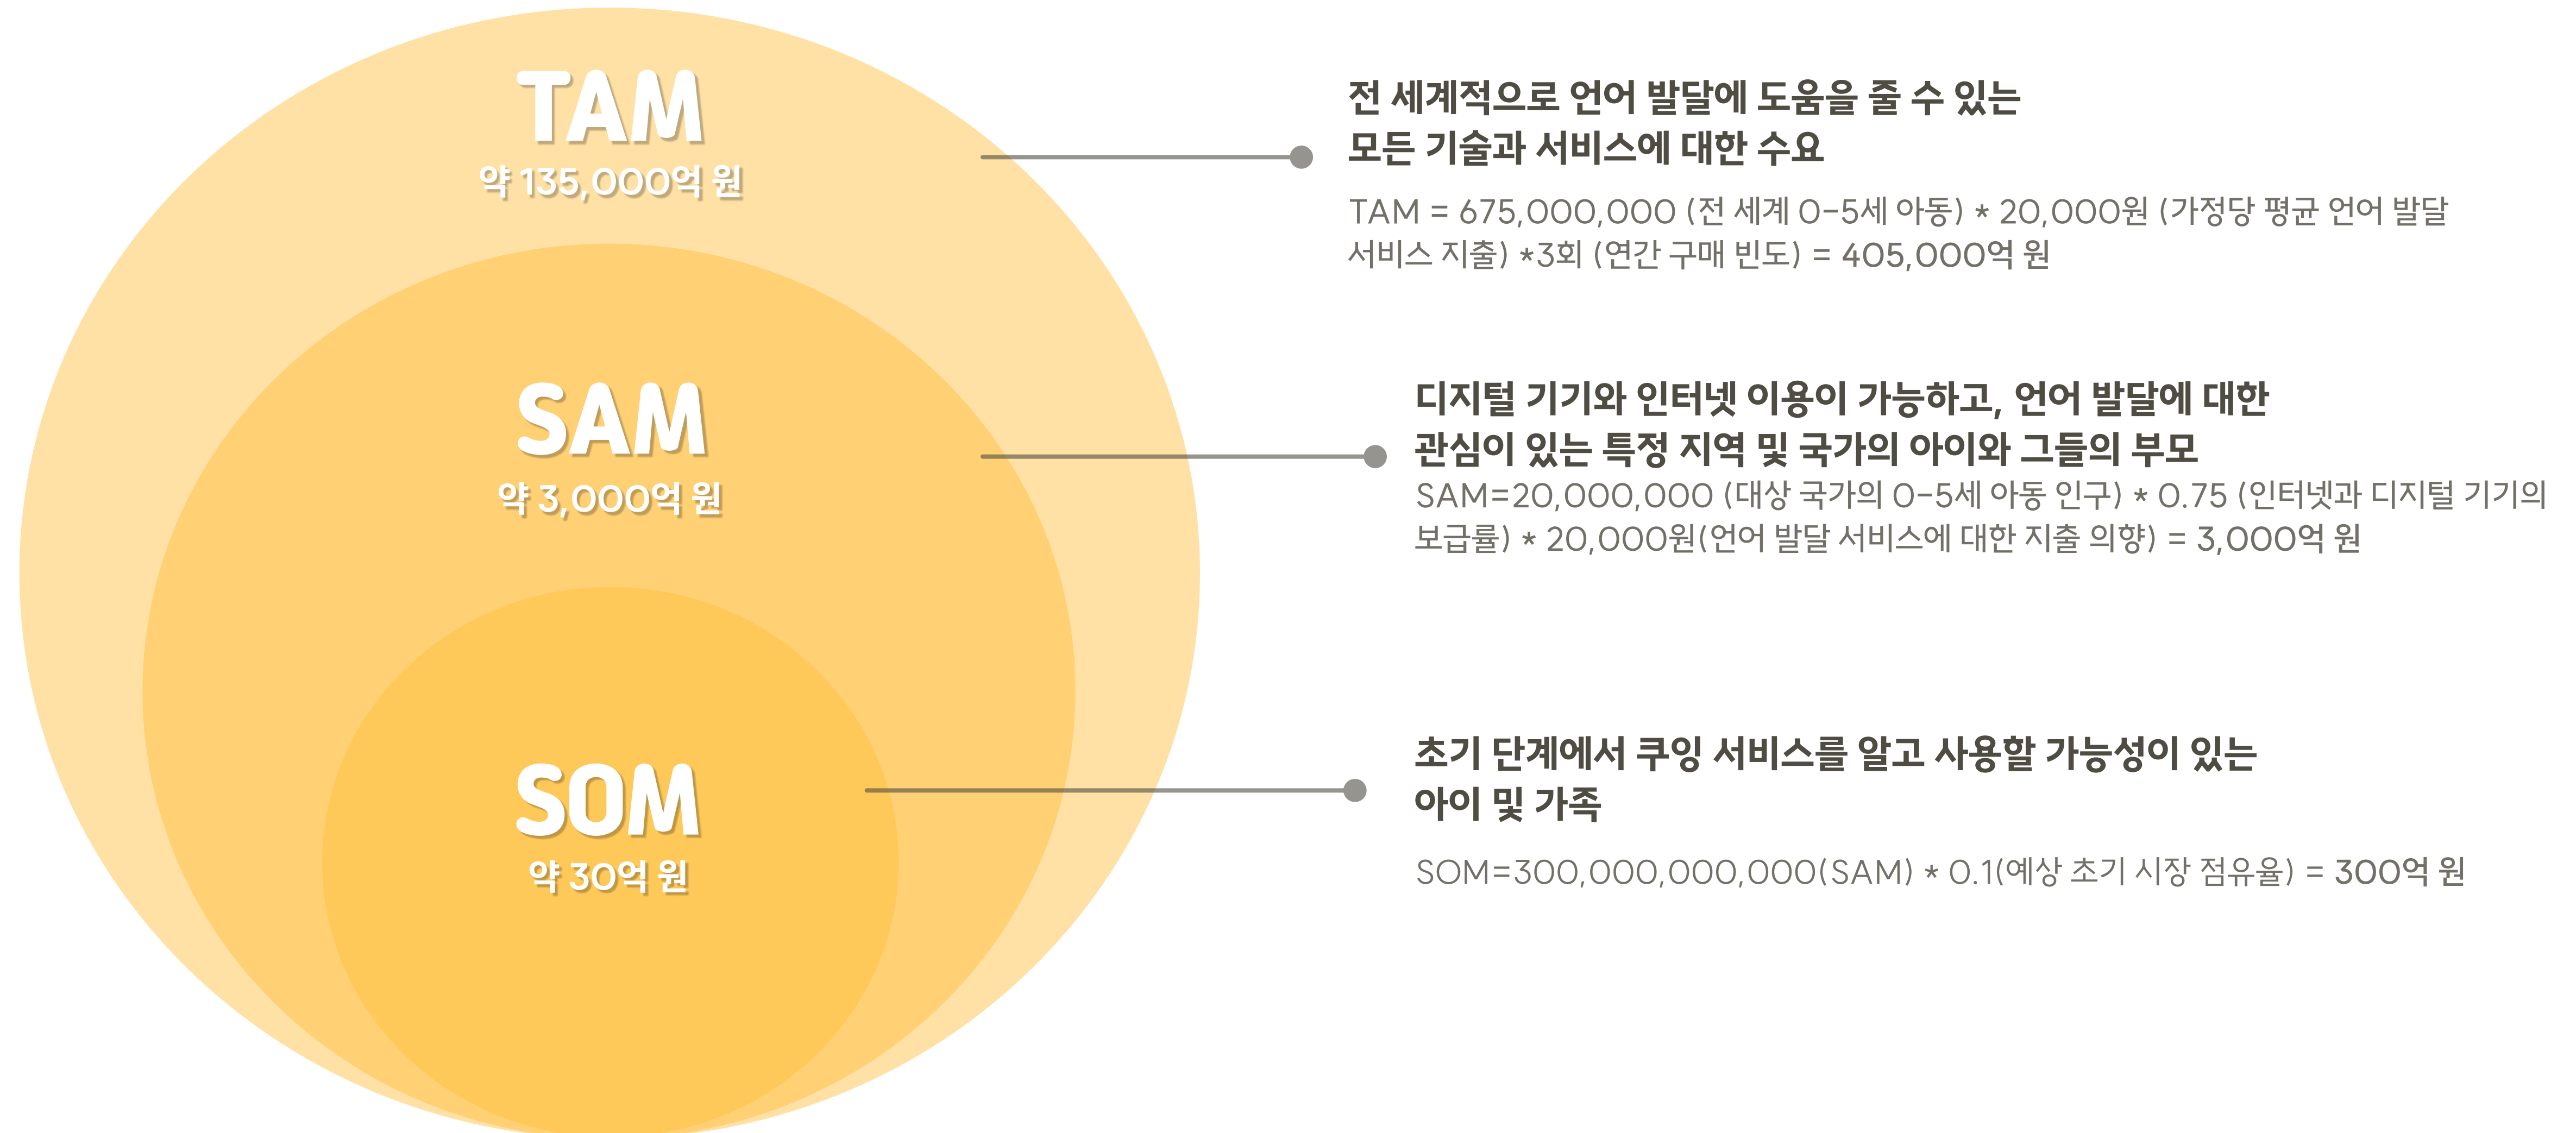 TAM
약 135,000억 원
전 세계적으로 언어 발달에 도움을 줄 수 있는
모든 기술과 서비스에 대한 수요
TAM = 675,000,000 (전 세계 0-5세 아동) * 20,000원 (가정당 평균 언어 발달
서비스 지출) *3회 (연간 구매 빈도) = 405,000억 원
SAM
약 3,000억 원
디지털 기기와 인터넷 이용이 가능하고, 언어 발달에 대한
관심이 있는 특정 지역 및 국가의 아이와 그들의 부모
SAM=20,000,000 (대상 국가의 0-5세 아동 인구) * 0.75 (인터넷과 디지털 기기의
보급률) * 20,000원(언어 발달 서비스에 대한 지출 의향) = 3,000억 원
SOM
약 30억 원
초기 단계에서 쿠잉 서비스를 알고 사용할 가능성이 있는
아이 및 가족
SOM=300,000,000,000(SAM) * 0.1(예상 초기 시장 점유율) = 300억 원